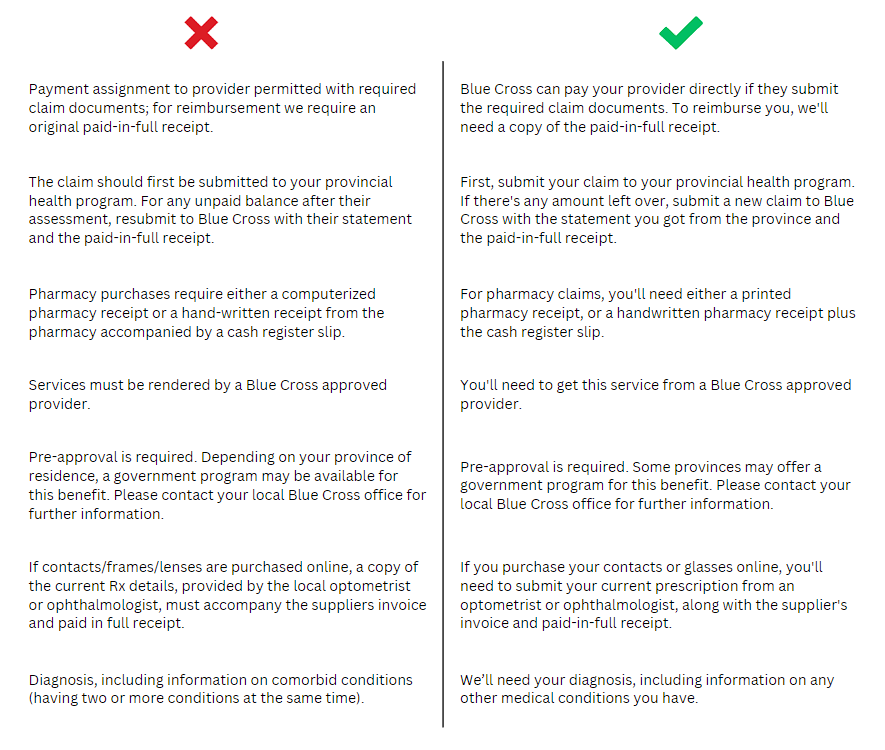 Payment assignment to provider permitted with required
claim documents; for reimbursement we require an
original paid-in-full receipt.
Blue Cross can pay your provider directly if they submit
the required claim documents. To reimburse you, we'll
need a copy of the paid-in-full receipt.
The claim should first be submitted to your provincial
health program. For any unpaid balance after their
assessment, resubmit to Blue Cross with their statement
and the paid-in-full receipt.
First, submit your claim to your provincial health program.
If there's any amount left over, submit a new claim to Blue
Cross with the statement you got from the province and
the paid-in-full receipt.
Pharmacy purchases require either a computerized
pharmacy receipt or a hand-written receipt from the
pharmacy accompanied by a cash register slip.
For pharmacy claims, you'll need either a printed
pharmacy receipt, or a handwritten pharmacy receipt plus
the cash register slip.
Services must be rendered by a Blue Cross approved
provider.
You'll need to get this service from a Blue Cross approved
provider.
Pre-approval is required. Depending on your province of
residence, a government program may be available for
this benefit. Please contact your local Blue Cross office for
further information.
Pre-approval is required. Some provinces may offer a
government program for this benefit. Please contact your
local Blue Cross office for further information.
If contacts/frames/lenses are purchased online, a copy of
the current Rx details, provided by the local optometrist
or ophthalmologist, must accompany the suppliers invoice
and paid in full receipt.
If you purchase your contacts or glasses online, you'll
need to submit your current prescription from an
optometrist or ophthalmologist, along with the supplier's
invoice and paid-in-full receipt.
Diagnosis, including information on comorbid conditions
(having two or more conditions at the same time).
We’ll need your diagnosis, including information on any
other medical conditions you have.